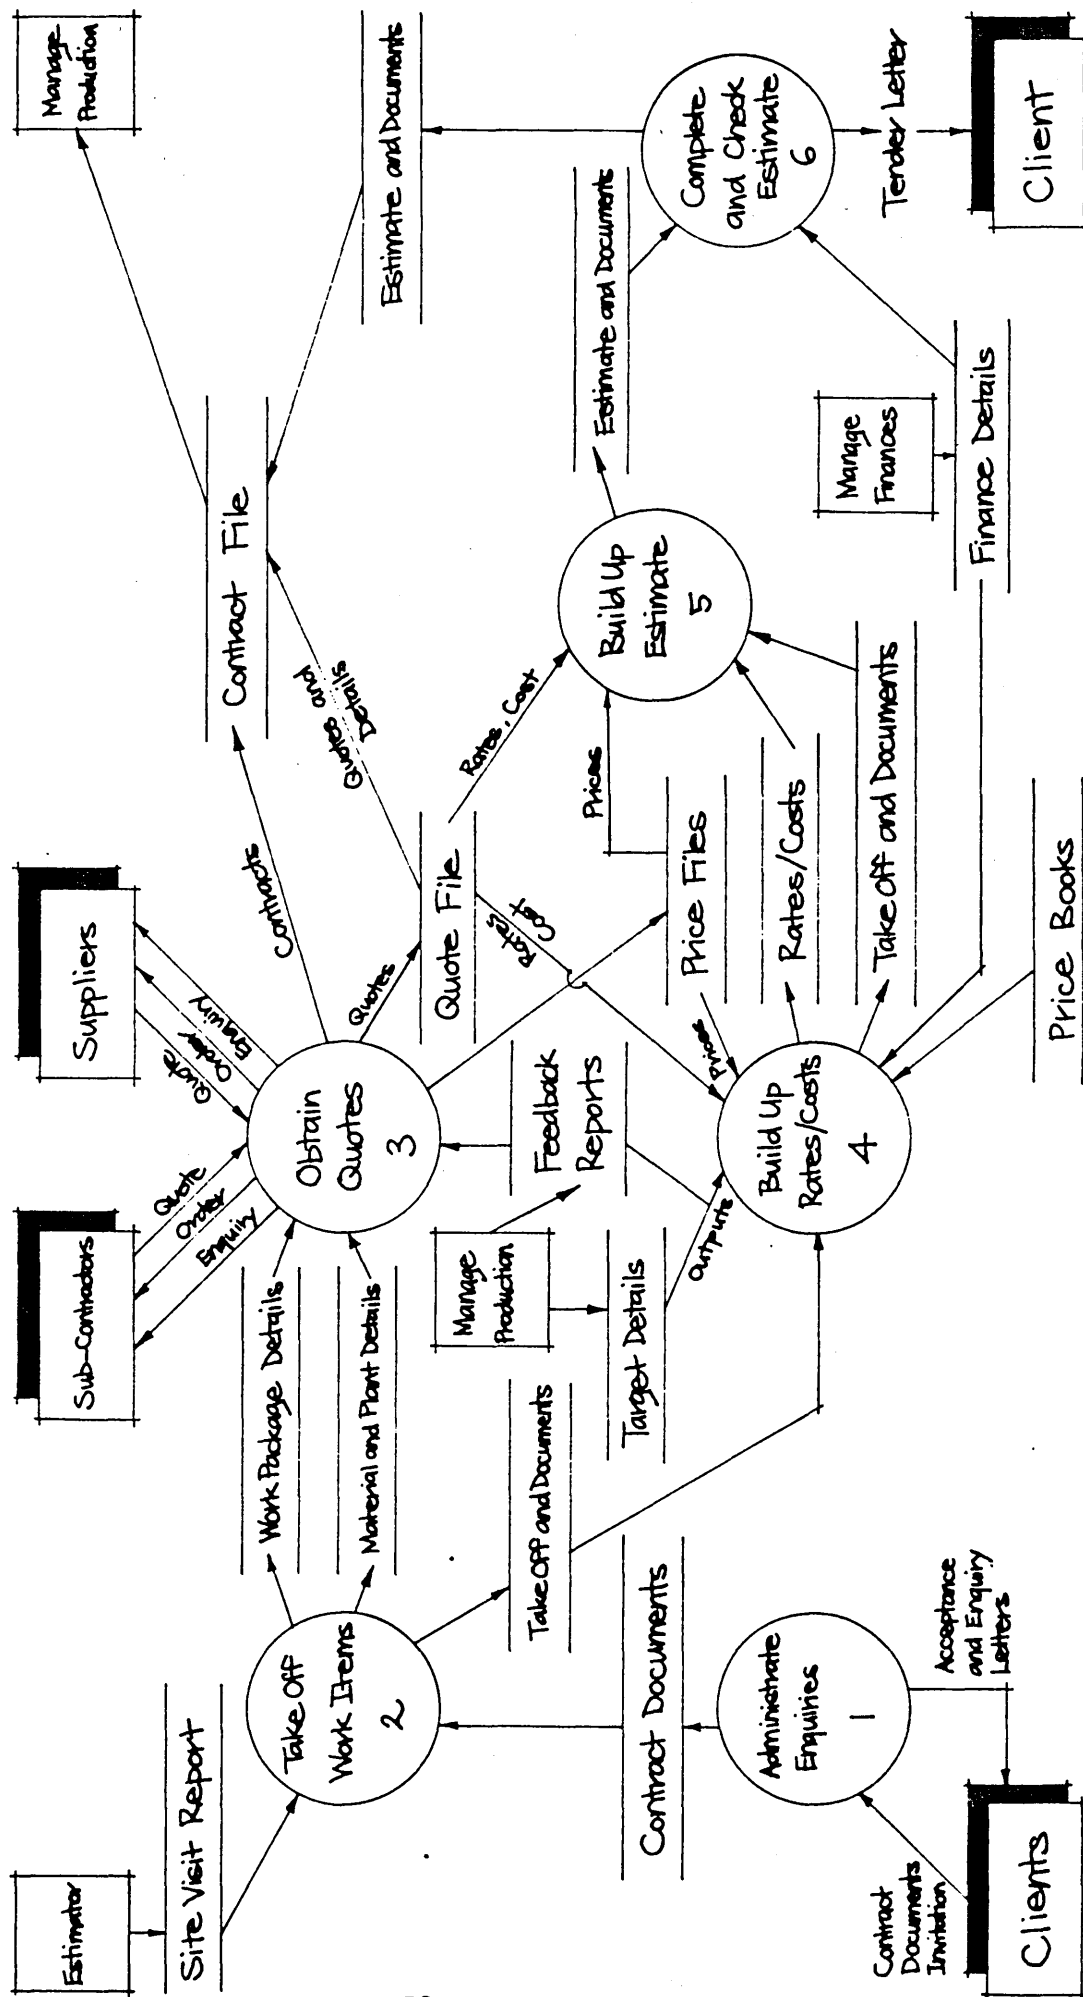 Estimator
Site Visit Report
Take Off
Work Items
2
Work Package Details
Material and Plant Details
Take Off and Documents
Contract Documents
Administrate
Enquiries
1
Acceptance
and Enquiry
Letters
Contract
Documents
Invitation
Clients
Sub-Contractors
Quote
Order
Enquiry
Suppliers
Quote
Order
Enquiry
Obtain
Quotes
3
Contracts
Quotes
Contract File
Quotes and
Details
Manage
Production
Quote File
Rates
Cost
Rates, Cost
Manage
Production
Feedback
Reports
Target Details
Outputs
Prices
Build Up
Rates/Costs
4
Price Files
Prices
Rates/Costs
Take Off and Documents
Price Books
Build Up
Estimate
5
Estimate and Documents
Estimate and Documents
Manage
Finances
Finance Details
Complete
and Check
Estimate
6
Tender Letter
Client